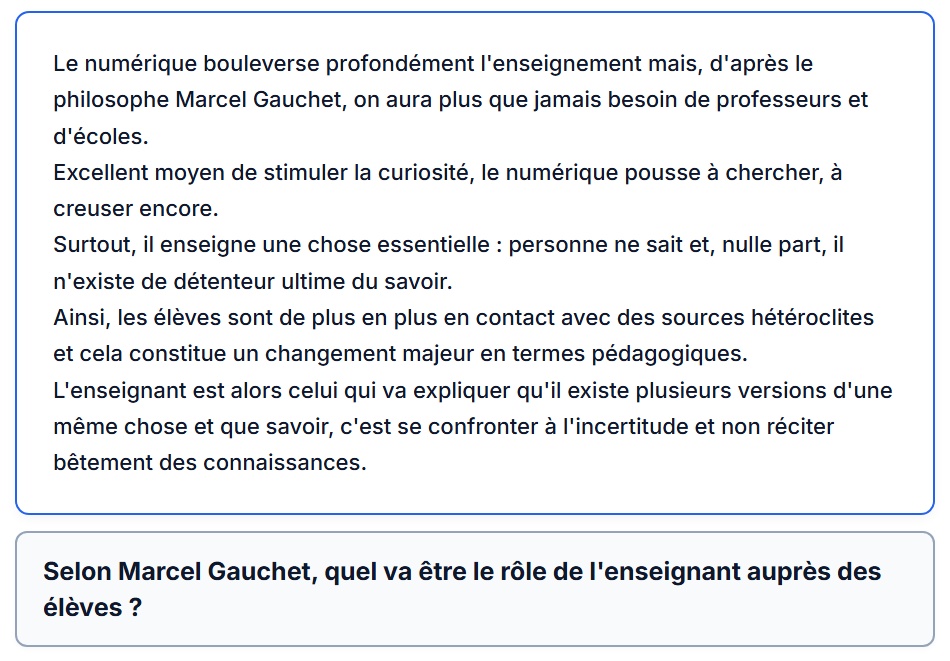 Le numérique bouleverse profondément l'enseignement mais, d'après le
philosophe Marcel Gauchet, on aura plus que jamais besoin de professeurs et
d'écoles.
Excellent moyen de stimuler la curiosité, le numérique pousse à chercher, à
creuser encore.
Surtout, il enseigne une chose essentielle : personne ne sait et, nulle part, il
n'existe de détenteur ultime du savoir.
Ainsi, les élèves sont de plus en plus en contact avec des sources hétéroclites
et cela constitue un changement majeur en termes pédagogiques.
L'enseignant est alors celui qui va expliquer qu'il existe plusieurs versions d'une
même chose et que savoir, c'est se confronter à l'incertitude et non réciter
bêtement des connaissances.
Selon Marcel Gauchet, quel va être le rôle de l'enseignant auprès des
élèves ?